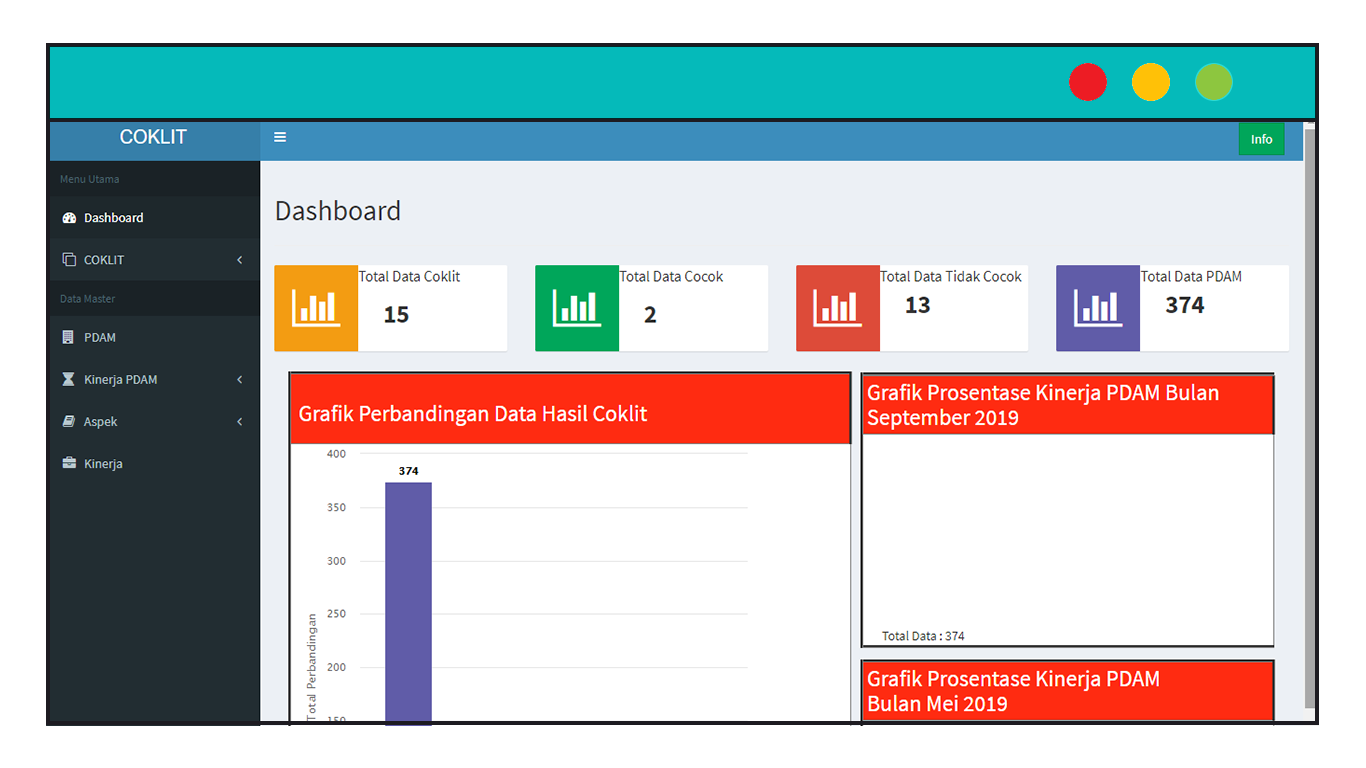 COKLIT
Info
Menu Utama
Dashboard
COKLIT
Data Master
PDAM
Kinerja PDAM
Aspek
Kinerja
Dashboard
Total Data Coklit
15
Total Data Cocok
2
Total Data Tidak Cocok
13
Total Data PDAM
374
Grafik Perbandingan Data Hasil Coklit
400
374
350
300
250
200
150
Total Perbandingan
Grafik Prosentase Kinerja PDAM Bulan
September 2019
Total Data : 374
Grafik Prosentase Kinerja PDAM
Bulan Mei 2019